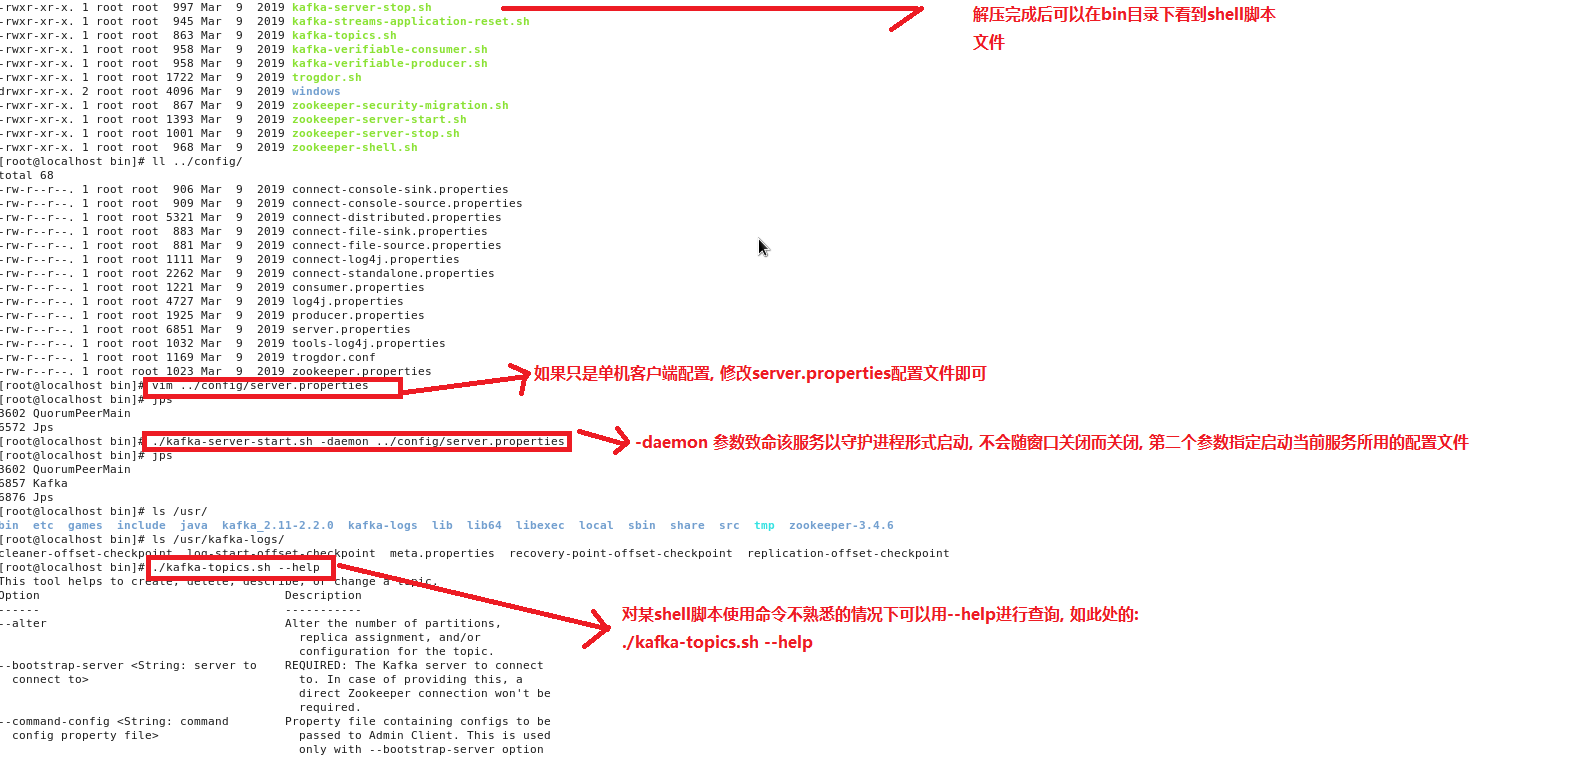 -rwxr-xr-x. 1 root root  997 Mar  9  2019 kafka-server-stop.sh
解压完成后可以在bin目录下看到shell脚本
文件
-rwxr-xr-x. 1 root root  945 Mar  9  2019 kafka-streams-application-reset.sh
-rwxr-xr-x. 1 root root  863 Mar  9  2019 kafka-topics.sh
-rwxr-xr-x. 1 root root  958 Mar  9  2019 kafka-verifiable-consumer.sh
-rwxr-xr-x. 1 root root  958 Mar  9  2019 kafka-verifiable-producer.sh
-rwxr-xr-x. 1 root root 1722 Mar  9  2019 trogdor.sh
drwxr-xr-x. 2 root root 4096 Mar  9  2019 windows
-rwxr-xr-x. 1 root root  867 Mar  9  2019 zookeeper-security-migration.sh
-rwxr-xr-x. 1 root root 1393 Mar  9  2019 zookeeper-server-start.sh
-rwxr-xr-x. 1 root root 1001 Mar  9  2019 zookeeper-server-stop.sh
-rwxr-xr-x. 1 root root  968 Mar  9  2019 zookeeper-shell.sh
[root@localhost bin]# ll ../config/
total 68
-rw-r--r--. 1 root root  906 Mar  9  2019 connect-console-sink.properties
-rw-r--r--. 1 root root  909 Mar  9  2019 connect-console-source.properties
-rw-r--r--. 1 root root 5321 Mar  9  2019 connect-distributed.properties
-rw-r--r--. 1 root root  883 Mar  9  2019 connect-file-sink.properties
-rw-r--r--. 1 root root  881 Mar  9  2019 connect-file-source.properties
-rw-r--r--. 1 root root 1111 Mar  9  2019 connect-log4j.properties
-rw-r--r--. 1 root root 2262 Mar  9  2019 connect-standalone.properties
-rw-r--r--. 1 root root 1221 Mar  9  2019 consumer.properties
-rw-r--r--. 1 root root 4727 Mar  9  2019 log4j.properties
-rw-r--r--. 1 root root 1925 Mar  9  2019 producer.properties
-rw-r--r--. 1 root root 6851 Mar  9  2019 server.properties
-rw-r--r--. 1 root root 1032 Mar  9  2019 tools-log4j.properties
-rw-r--r--. 1 root root 1169 Mar  9  2019 trogdor.conf
-rw-r--r--. 1 root root 1023 Mar  9  2019 zookeeper.properties
[root@localhost bin]# vim ../config/server.properties
如果只是单机客户端配置, 修改server.properties配置文件即可
[root@localhost bin]# jps
3602 QuorumPeerMain
6572 Jps
[root@localhost bin]# ./kafka-server-start.sh -daemon ../config/server.properties
-daemon 参数致命该服务以守护进程形式启动, 不会随窗口关闭而关闭, 第二个参数指定启动当前服务所用的配置文件
[root@localhost bin]# jps
3602 QuorumPeerMain
6857 Kafka
6876 Jps
[root@localhost bin]# ls /usr/
bin  etc  games  include  java  kafka_2.11-2.2.0  kafka-logs  lib  lib64  libexec  local  sbin  share  src  tmp  zookeeper-3.4.6
[root@localhost bin]# ls /usr/kafka-logs/
cleaner-offset-checkpoint  log-start-offset-checkpoint  meta.properties  recovery-point-offset-checkpoint  replication-offset-checkpoint
[root@localhost bin]# ./kafka-topics.sh --help
This tool helps to create, delete, describe, or change a topic.
Option                                   Description
------                                   -----------
--alter                                  Alter the number of partitions,
replica assignment, and/or
configuration for the topic.
对某shell脚本使用命令不熟悉的情况下可以用--help进行查询, 如此处的:
./kafka-topics.sh --help
--bootstrap-server <String: server to    REQUIRED: The Kafka server to connect
connect to>                              to. In case of providing this, a
direct Zookeeper connection won't be
required.
--command-config <String: command        Property file containing configs to be
config property file>                    passed to Admin Client. This is used
only with --bootstrap-server option